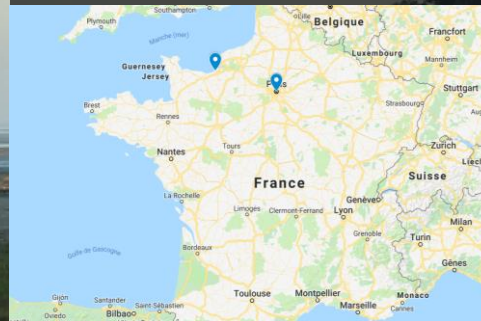 Southampton
Plymouth
Belgique
Manche (mer)
Francfort
Guernesey
Jersey
Luxembourg
Mannheim
Paris
Stuttgart
Brest
Strasbourg
Rennes
Zurich
Nantes
Tours
Suisse
France
La Rochelle
Genève
Limoges
Clermont-Ferrand
Lyon
Milan
Grenoble
Turin
Bordeaux
Golfe de Gascogne
Gênes
Gijón
Santander
Saint Sébastien
Toulouse
Montpellier
Monaco
Oviedo
Bilbao
Marseille
Cannes